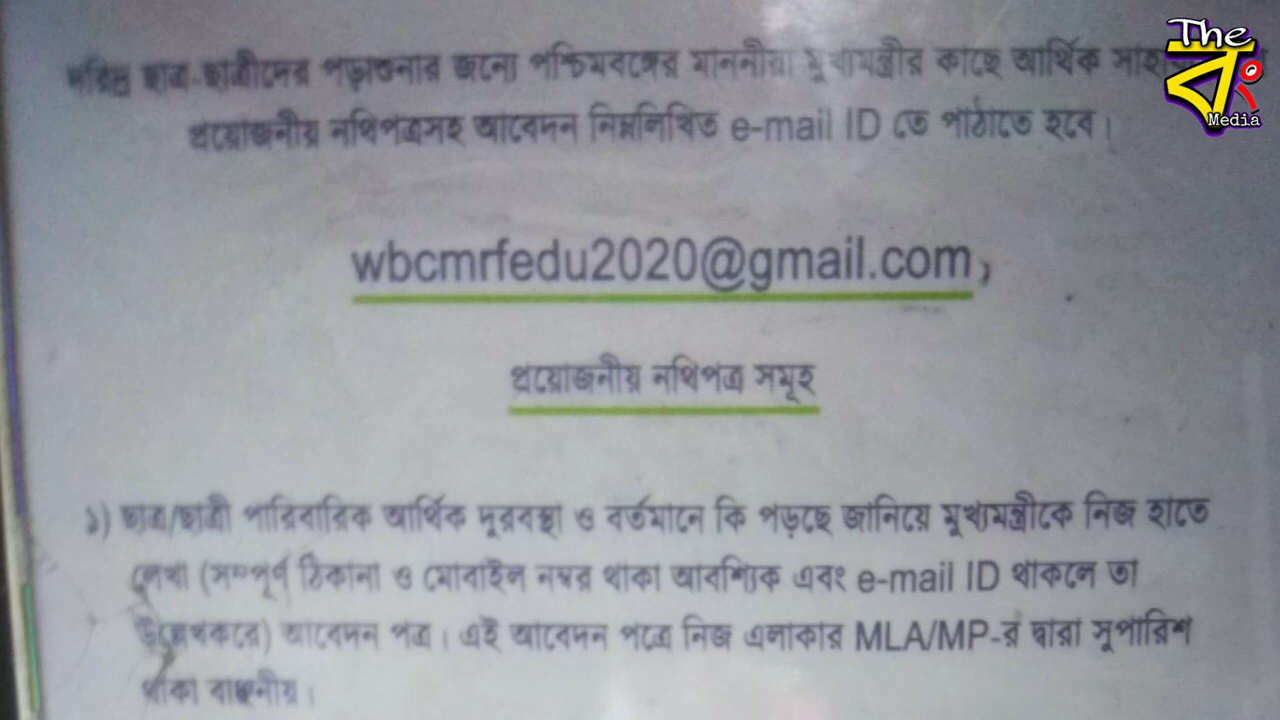 দরিদ্র ছাত্র-ছাত্রীদের পড়াশুনার জন্যে পশ্চিমবঙ্গের মাননীয়া মুখ্যমন্ত্রীর কাছে আর্থিক
প্রয়োজনীয় নথিপত্রসহ আবেদন নিম্নলিখিত e-mail ID তে পাঠাতে হবে।
wbcmrfedu2020@gmail.com,
প্রয়োজনীয় নথিপত্র সমূহ
১) ছাত্র/ছাত্রী পারিবারিক আর্থিক দূরবস্থা ও বর্তমানে কি পড়ছে জানিয়ে মুখ্যমন্ত্রীকে নিজ হাতে
লেখা (সম্পূর্ণ ঠিকানা ও মোবাইল নম্বর থাকা আবশ্যিক এবং e-mail ID থাকলে তা
উল্লেখকরে) আবেদন পত্র। এই আবেদন পত্রে নিজ এলাকার MLA/MP-র দ্বারা সুপারিশ
থাকা বাঞ্ছনীয়।
The
বং
Media